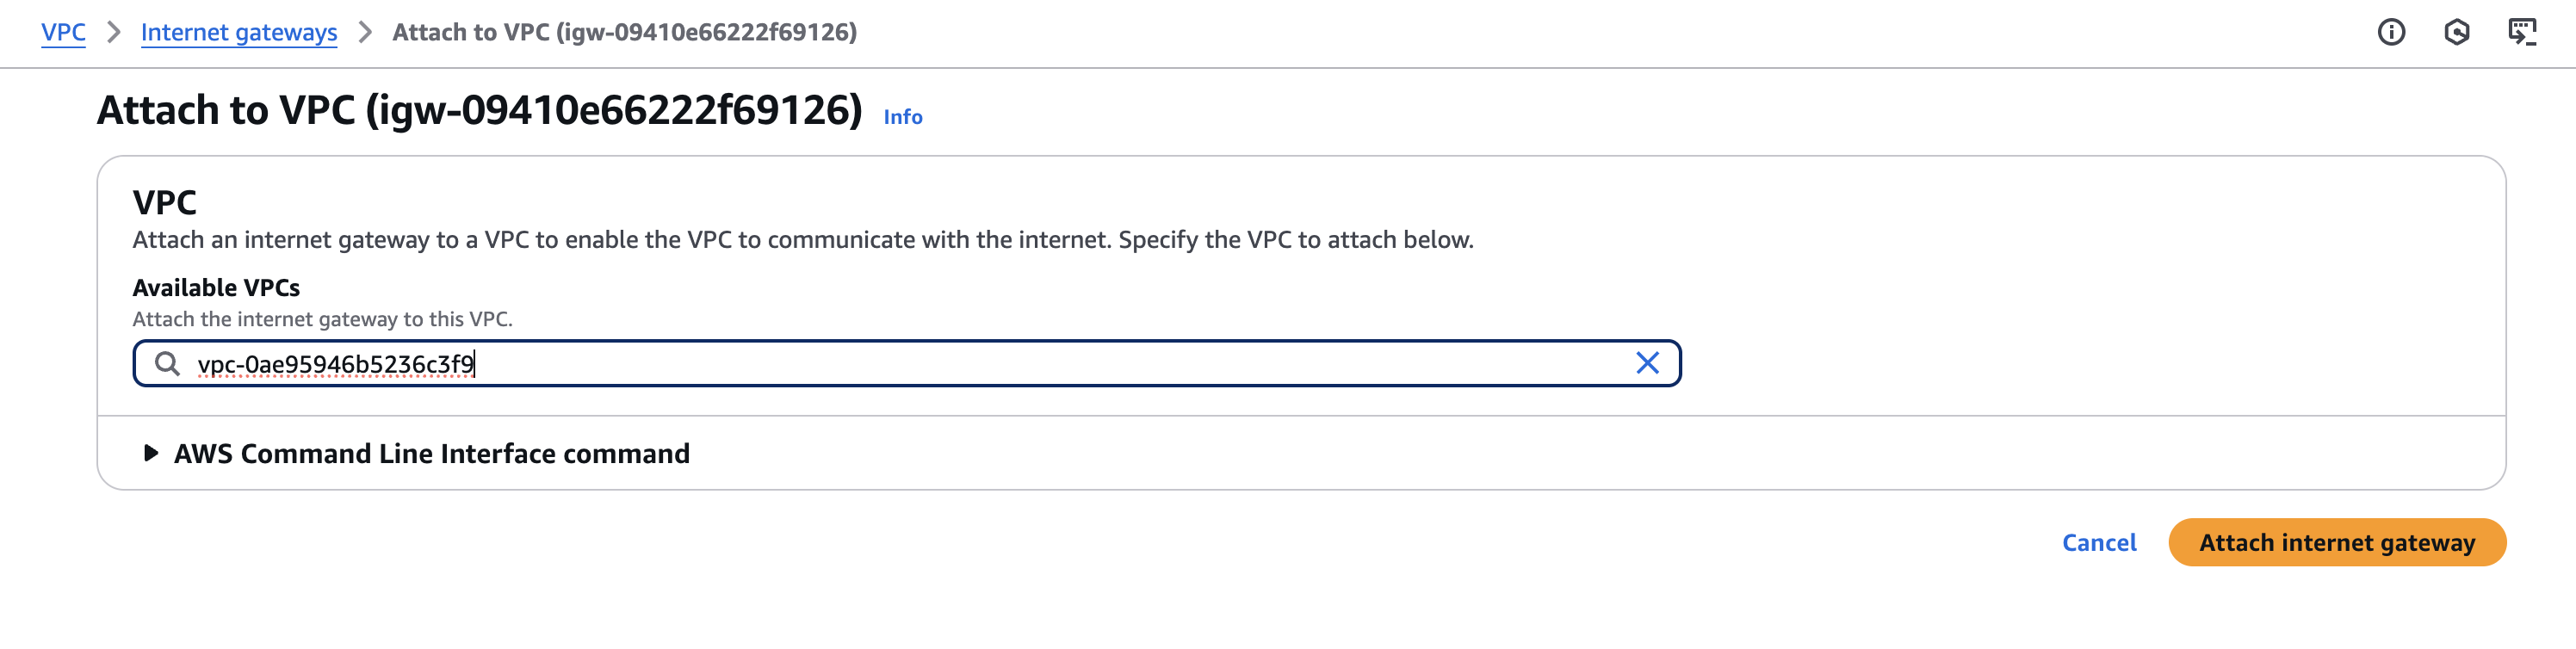 VPC > Internet gateways > Attach to VPC (igw-09410e66222f69126)
Attach to VPC (igw-09410e66222f69126) Info
VPC
Attach an internet gateway to a VPC to enable the VPC to communicate with the internet. Specify the VPC to attach below.
Available VPCs
Attach the internet gateway to this VPC.
vpc-0ae95946b5236c3f9
AWS Command Line Interface command
Cancel Attach internet gateway